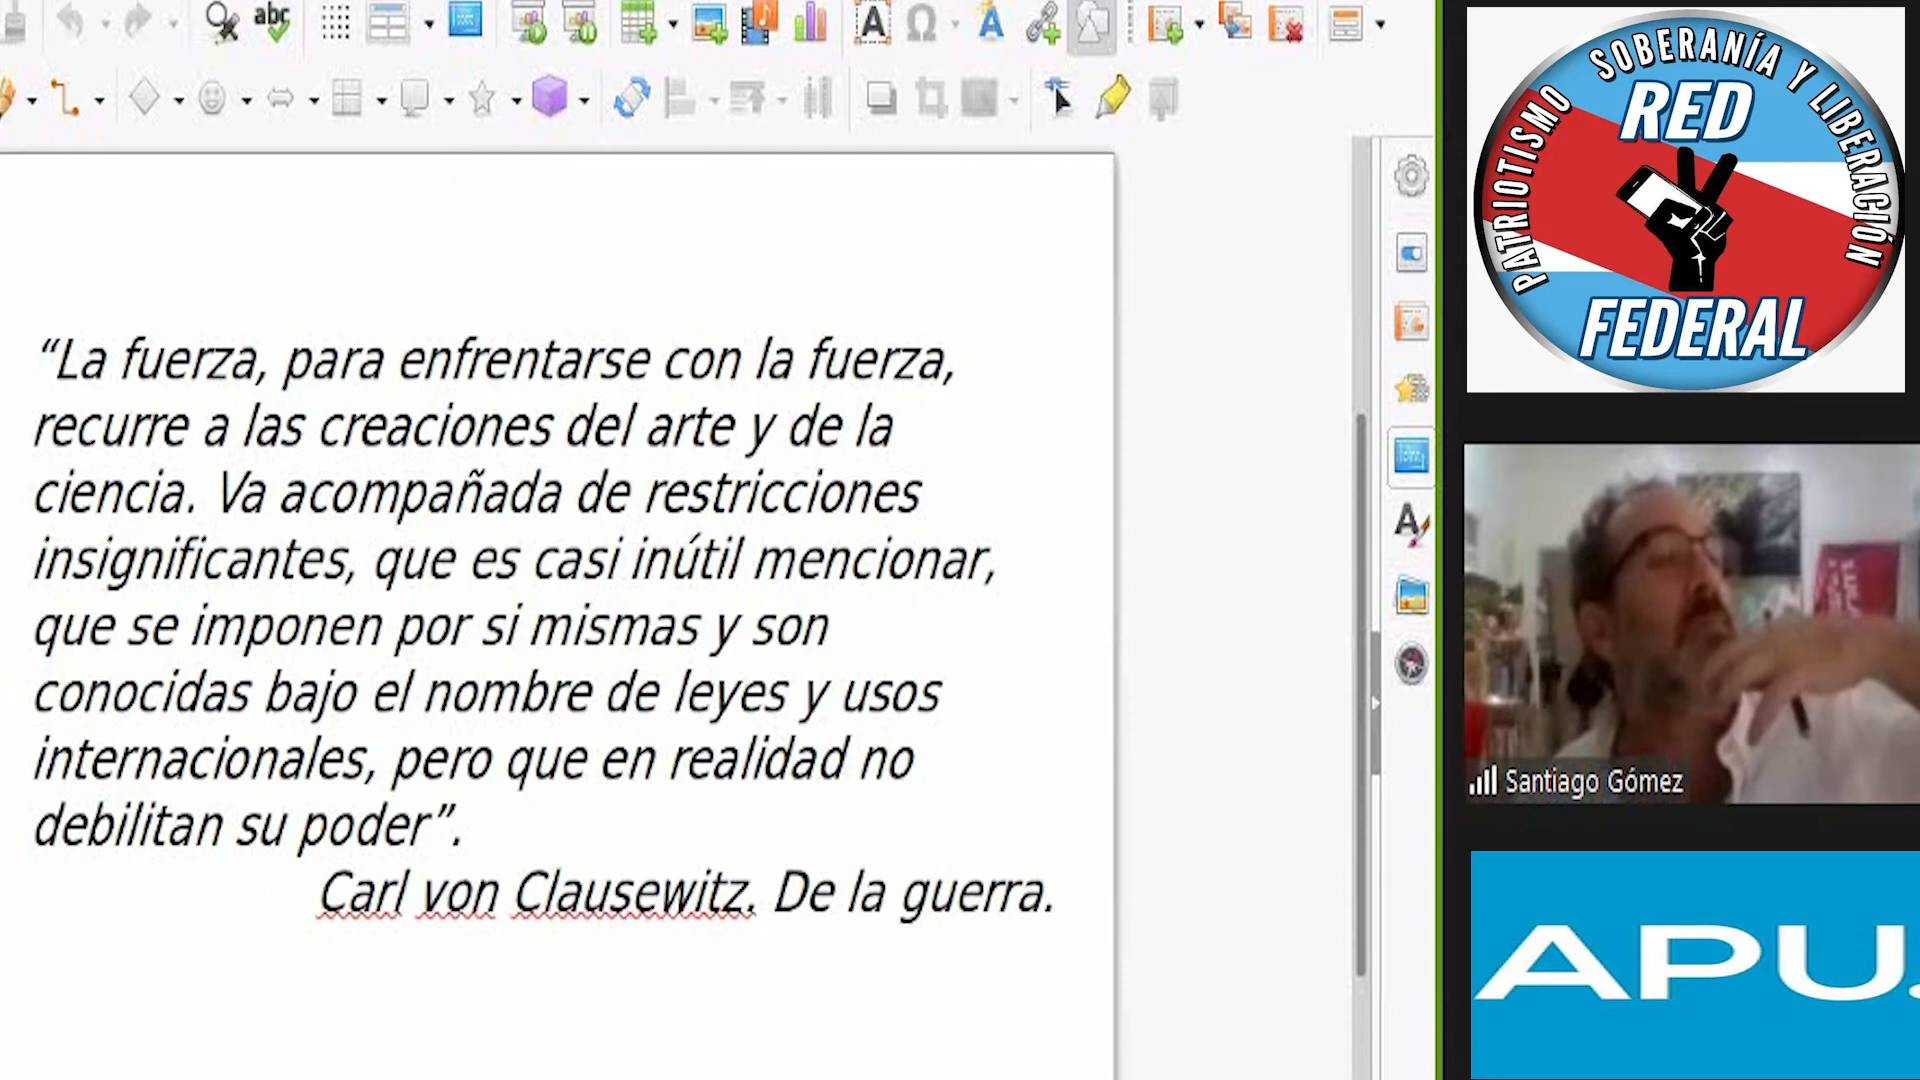 abc
A
Ω
A
“La fuerza, para enfrentarse con la fuerza,
recurre a las creaciones del arte y de la
ciencia. Va acompañada de restricciones
insignificantes, que es casi inútil mencionar,
que se imponen por si mismas y son
conocidas bajo el nombre de leyes y usos
internacionales, pero que en realidad no
debilitan su poder”.
Carl von Clausewitz. De la guerra.
A
PATRIOTISMO
SOBERANÍA Y LIBERACIÓN
RED
FEDERAL
Santiago Gómez
APU.